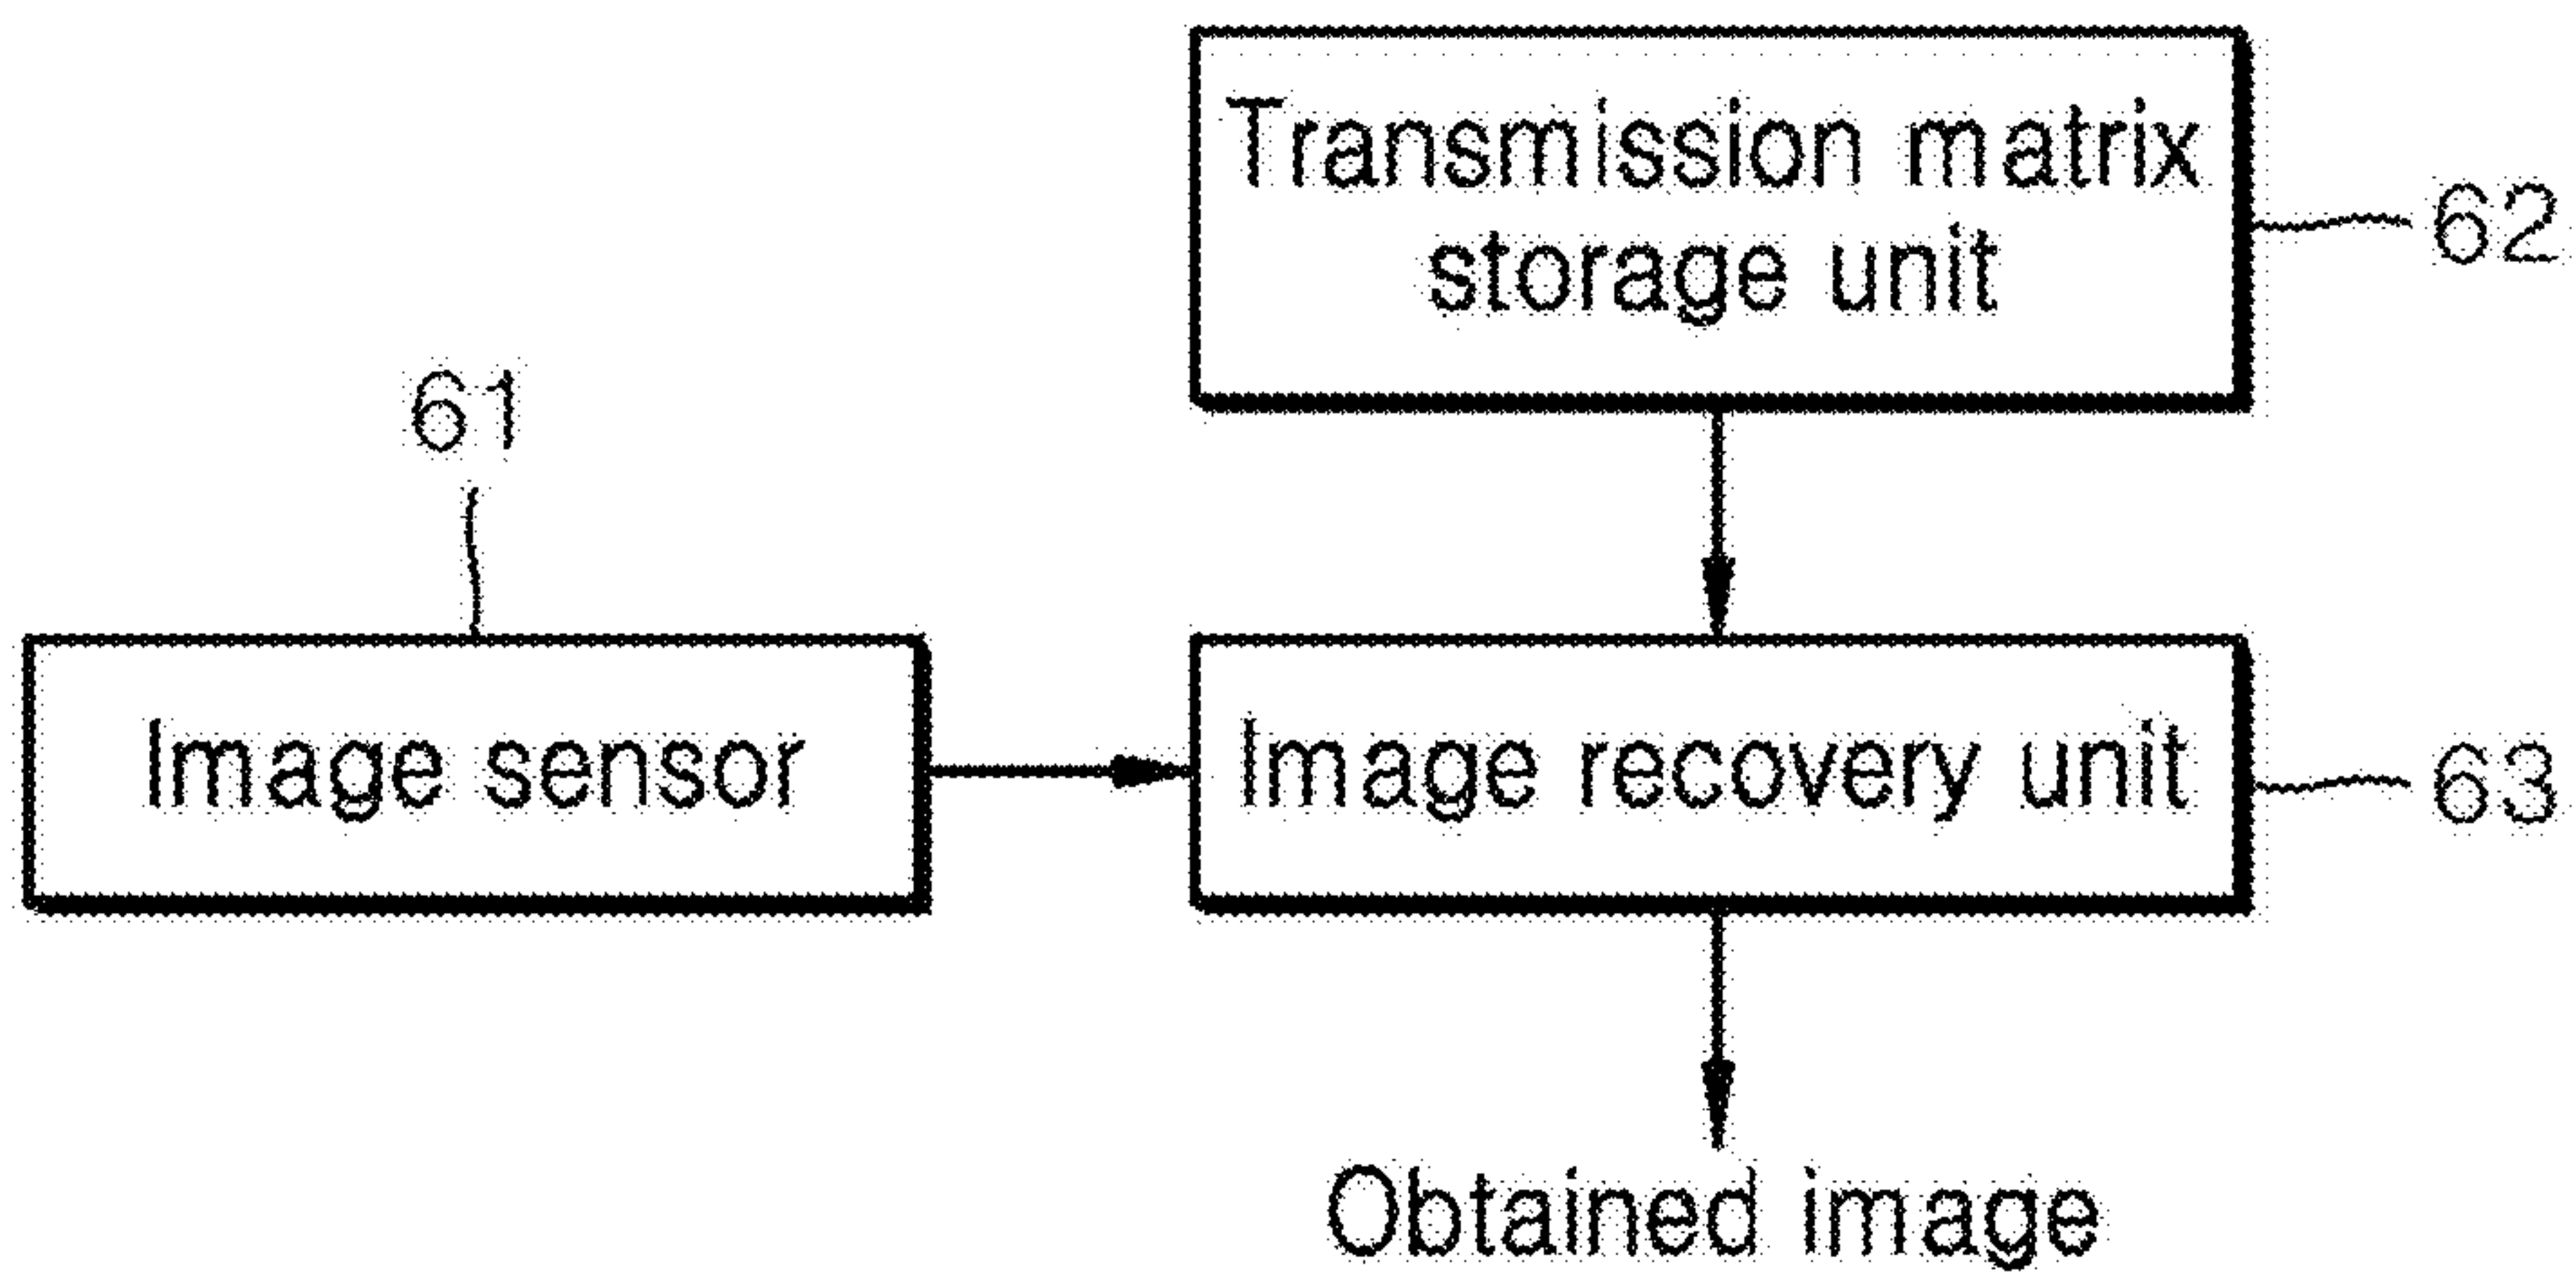 Transmission matrix
storage unit
62
61
Image sensor
Image recovery unit
63
Obtained image